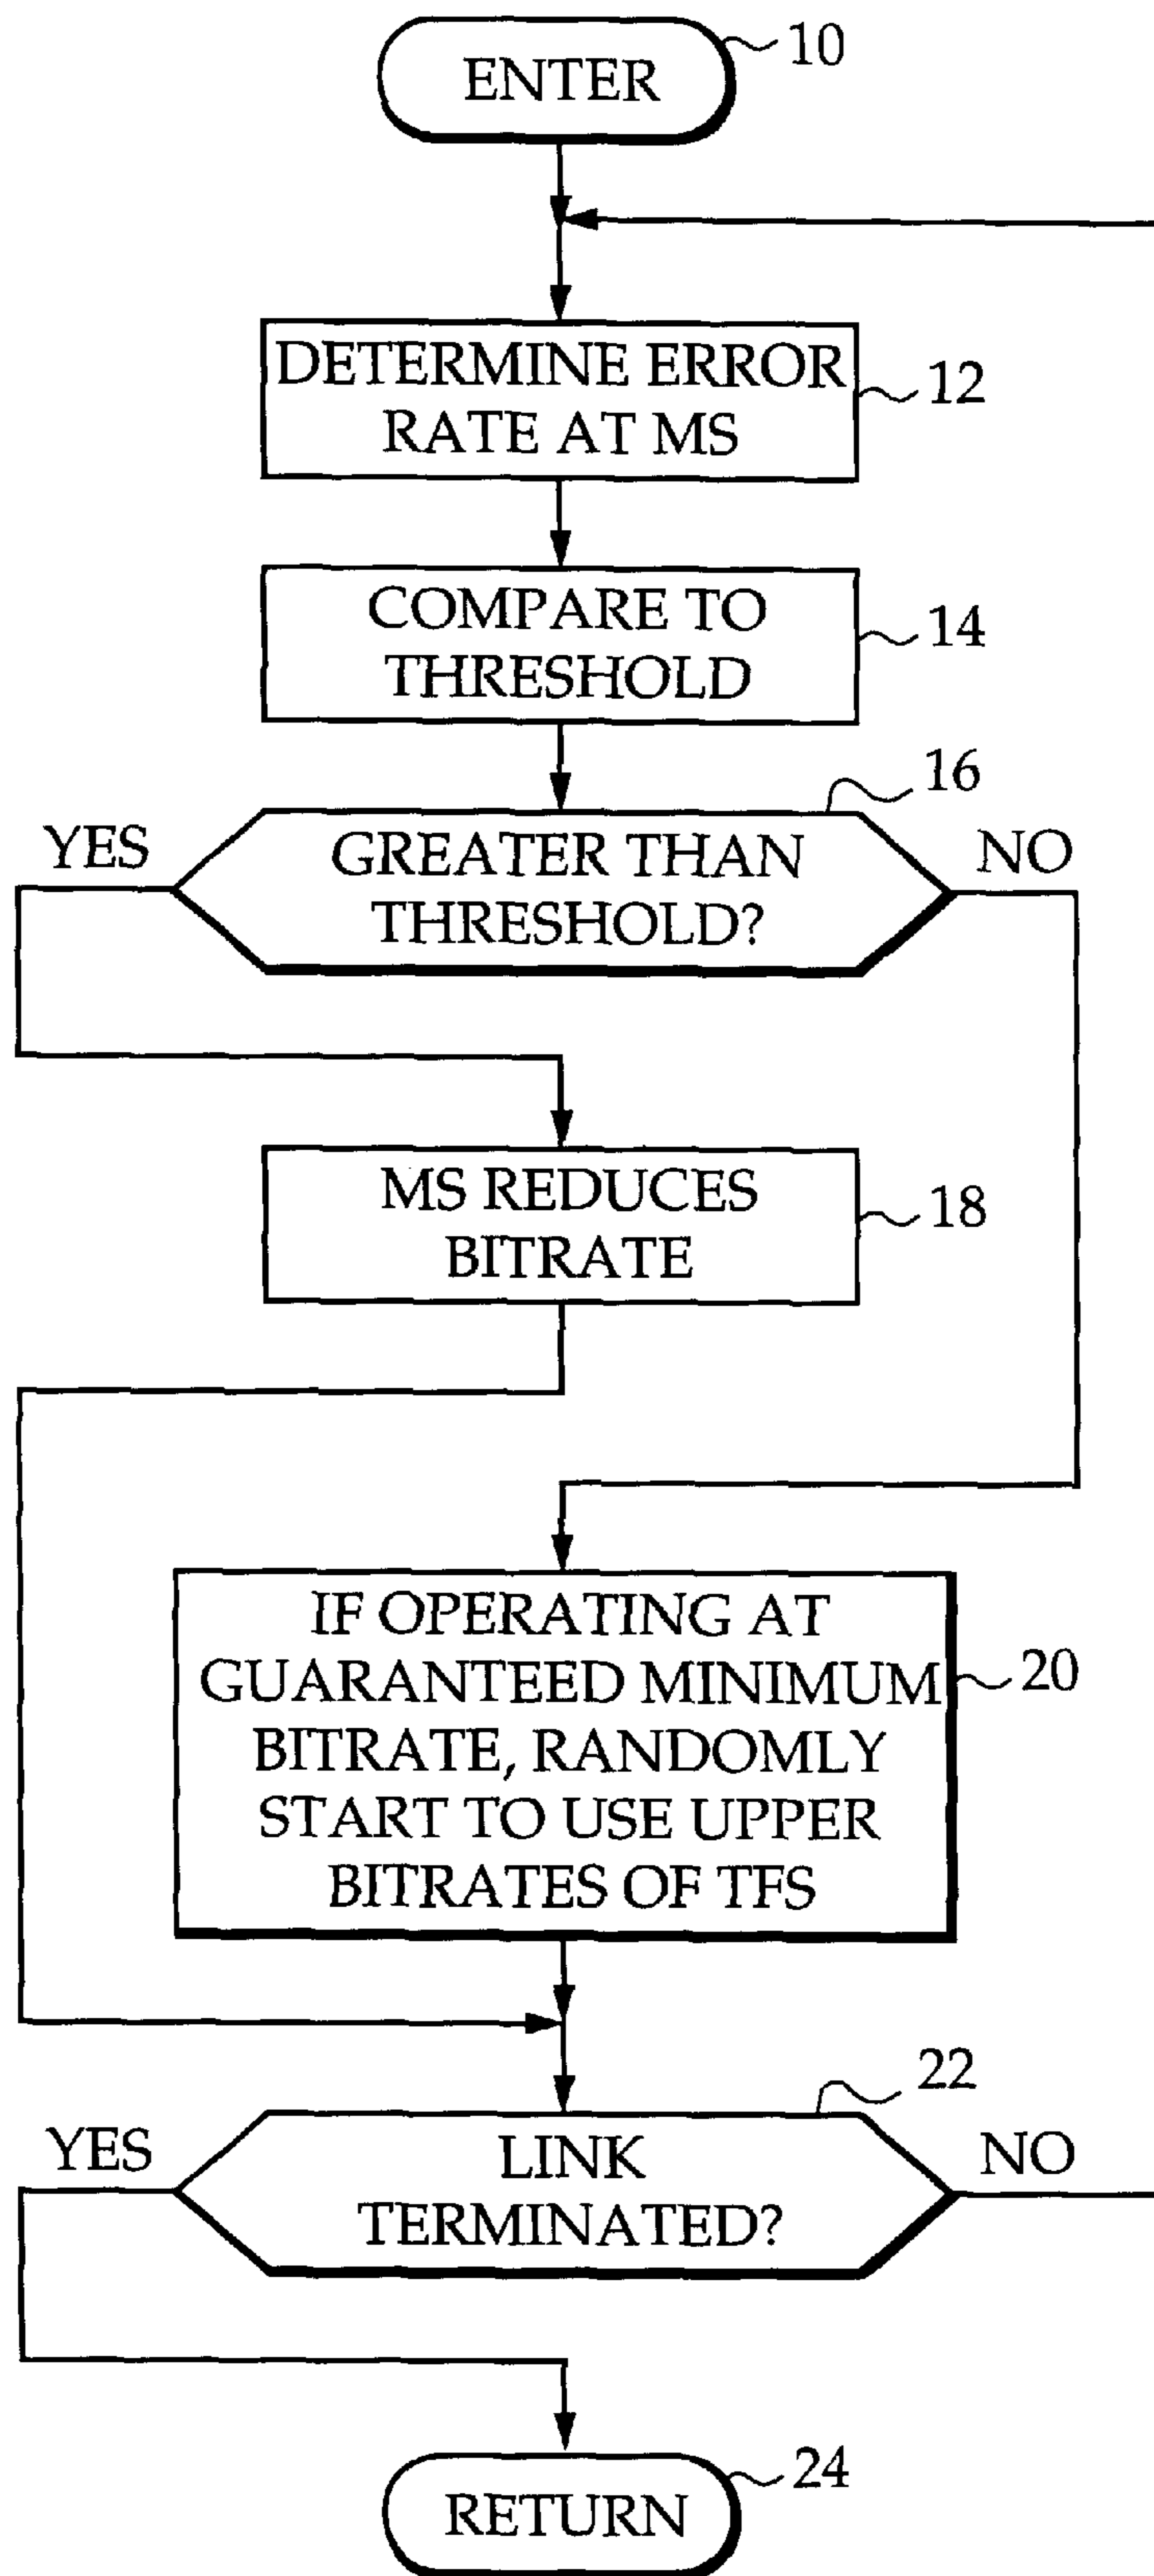 ENTER
10
DETERMINE ERROR
RATE AT MS
12
COMPARE TO
THRESHOLD
14
16
YES
GREATER THAN
THRESHOLD?
NO
MS REDUCES
BITRATE
18
IF OPERATING AT
GUARANTEED MINIMUM
BITRATE, RANDOMLY
START TO USE UPPER
BITRATES OF TFS
20
22
YES
LINK
TERMINATED?
NO
RETURN
24